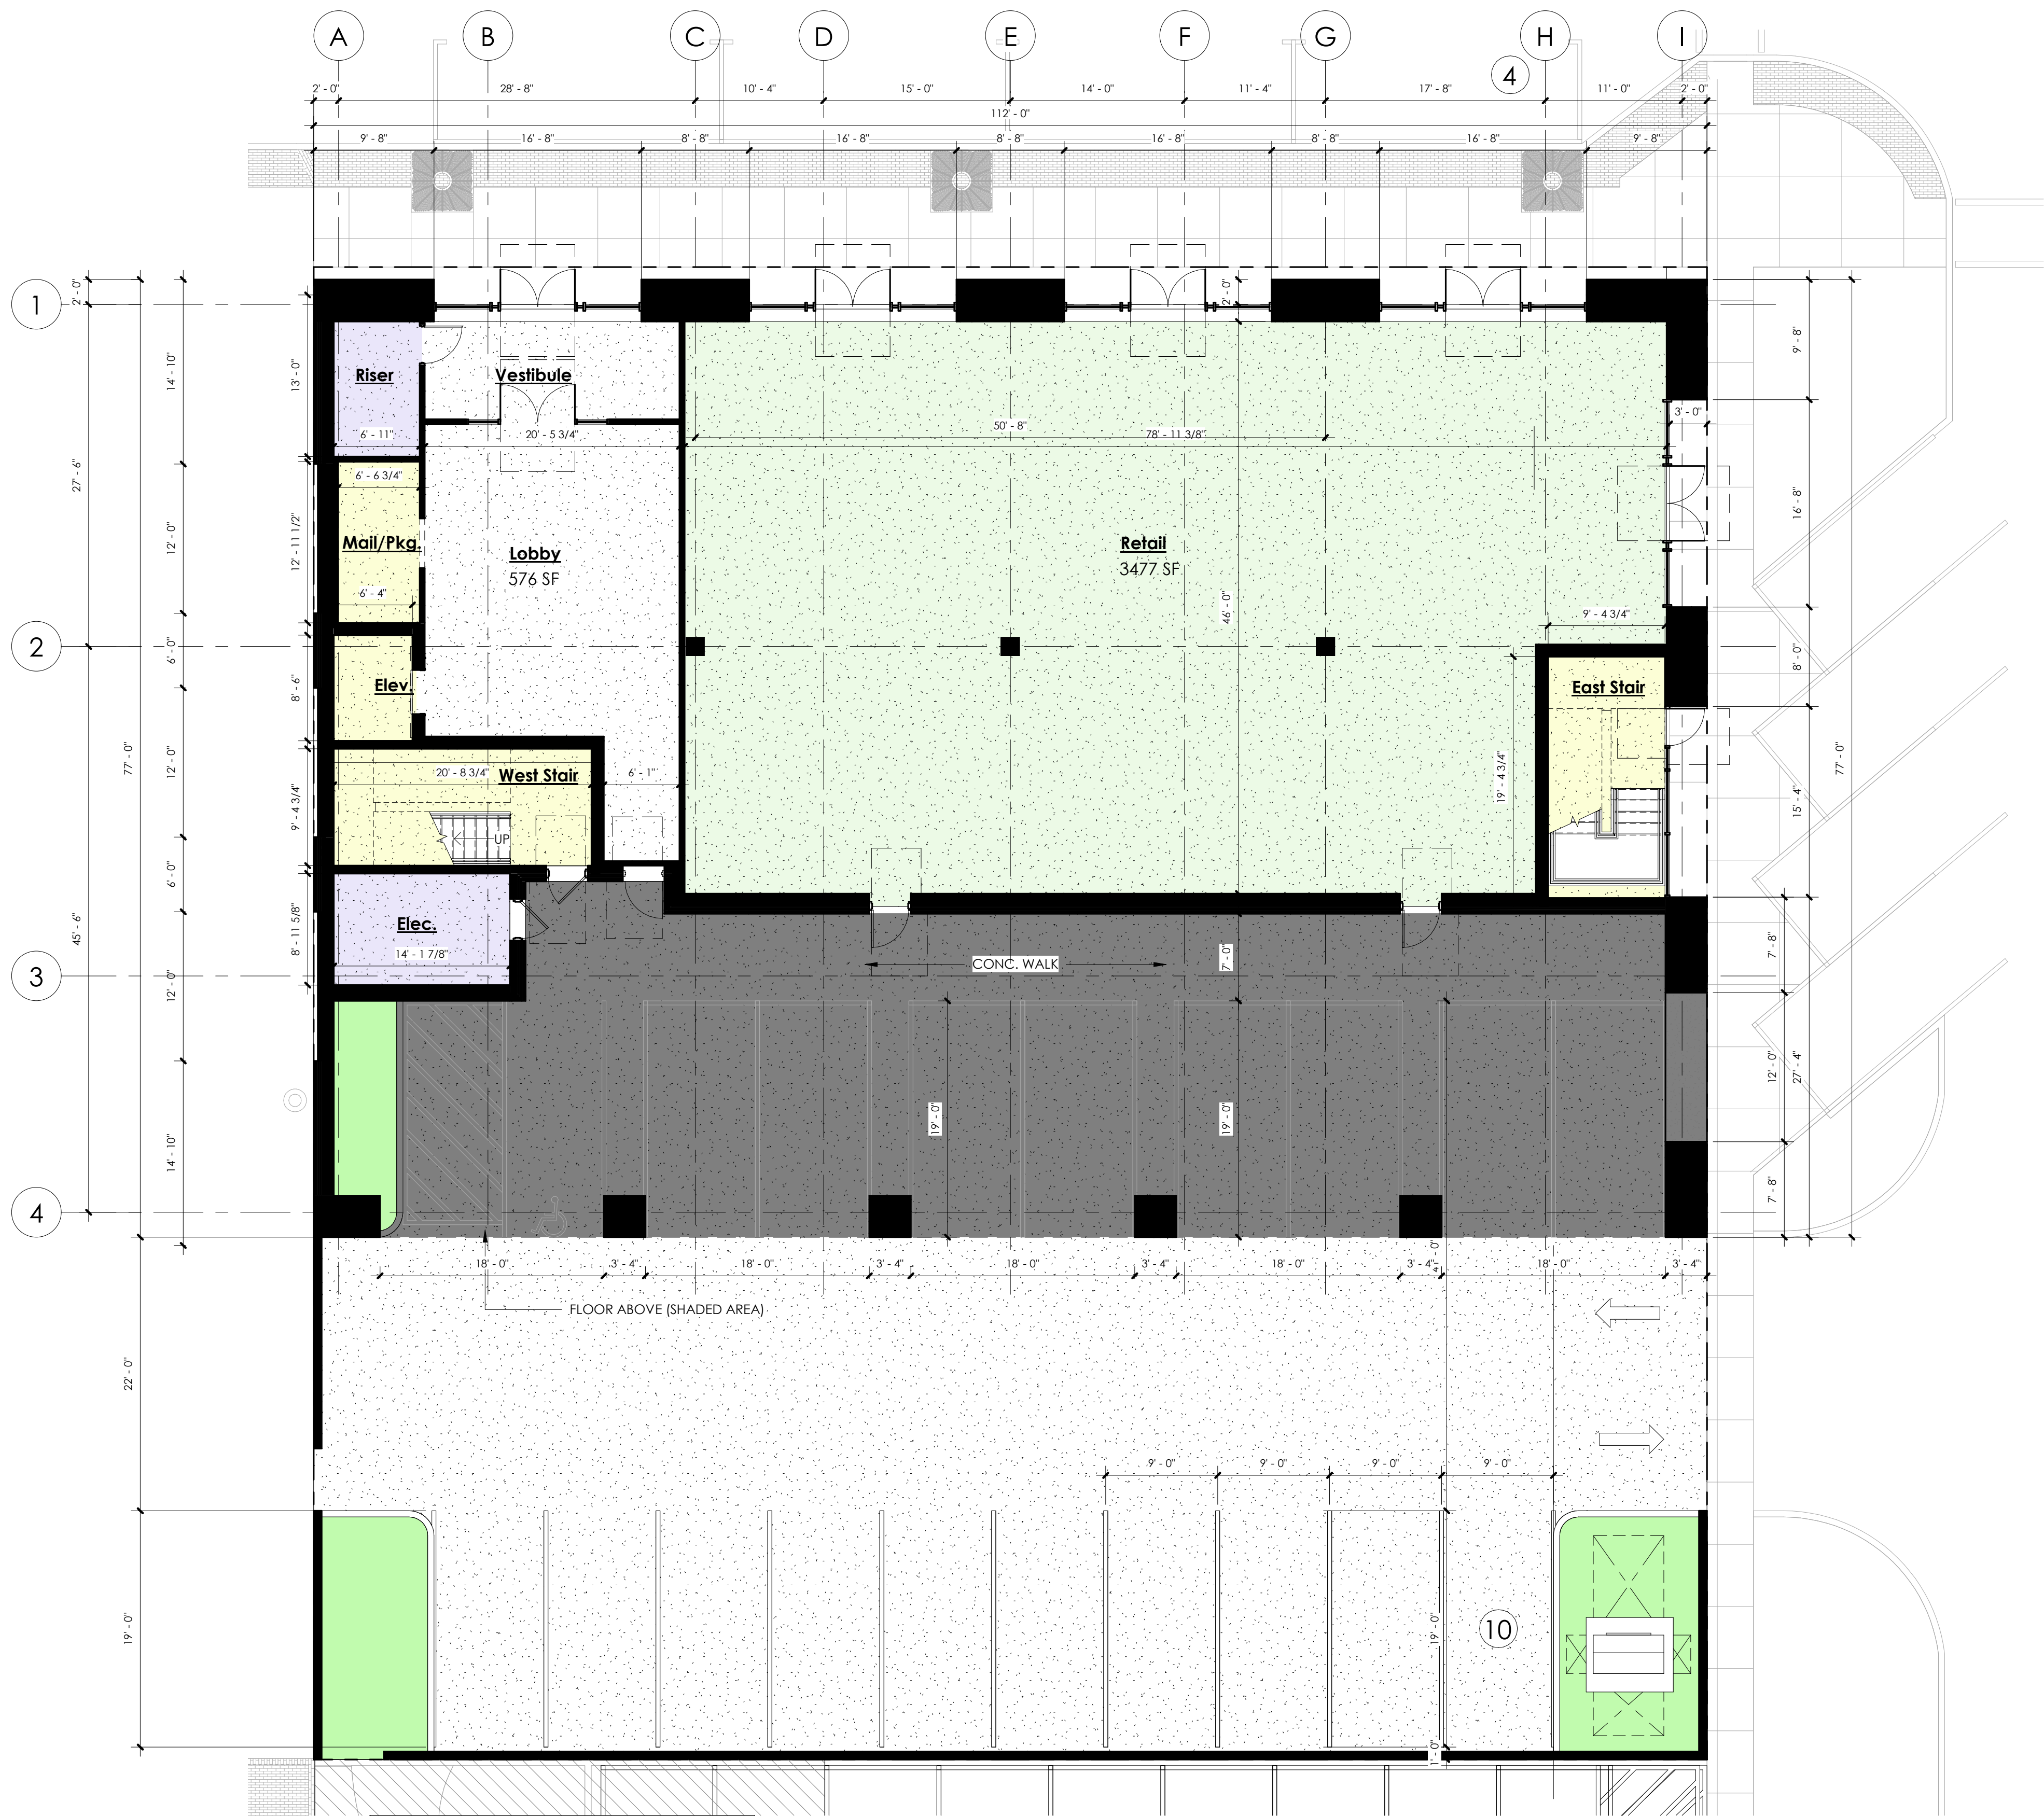 A B C D E F G H I
4
2' - 0" 28' - 8" 10' - 4" 15' - 0" 14' - 0" 11' - 4" 17' - 8" 11' - 0" 2' - 0"
112' - 0"
9' - 8" 16' - 8" 8' - 8" 16' - 8" 8' - 8" 16' - 8" 8' - 8" 16' - 8" 9' - 8"
1
2' - 0"
2' - 0"
9' - 8"
14' - 10"
13' - 0"
Riser
Vestibule
3' - 0"
50' - 8"
6' - 11"
20' - 5 3/4"
78' - 11 3/8"
27' - 6"
6' - 6 3/4"
16' - 8"
12' - 0"
12' - 11 1/2"
Mail/Pkg.
Lobby
576 SF
Retail
3477 SF
6' - 4"
46' - 0"
9' - 4 3/4"
2
6' - 0"
8' - 0"
8' - 6"
Elev.
East Stair
77' - 0"
12' - 0"
77' - 0"
20' - 8 3/4"
West Stair
6' - 1"
19' - 4 3/4"
9' - 4 3/4"
15' - 4"
UP
6' - 0"
45' - 6"
8' - 11 5/8"
Elec.
14' - 1 7/8"
7' - 8"
7' - 0"
CONC. WALK
3
12' - 0"
12' - 0"
27' - 4"
19' - 0"
19' - 0"
14' - 10"
7' - 8"
4
18' - 0" 3' - 4" 18' - 0" 3' - 4" 18' - 0" 3' - 4" 18' - 0" 3' - 4" 18' - 0" 3' - 4"
FLOOR ABOVE (SHADED AREA)
22' - 0"
9' - 0" 9' - 0" 9' - 0" 9' - 0"
19' - 0"
19' - 0"
10
1' - 0"